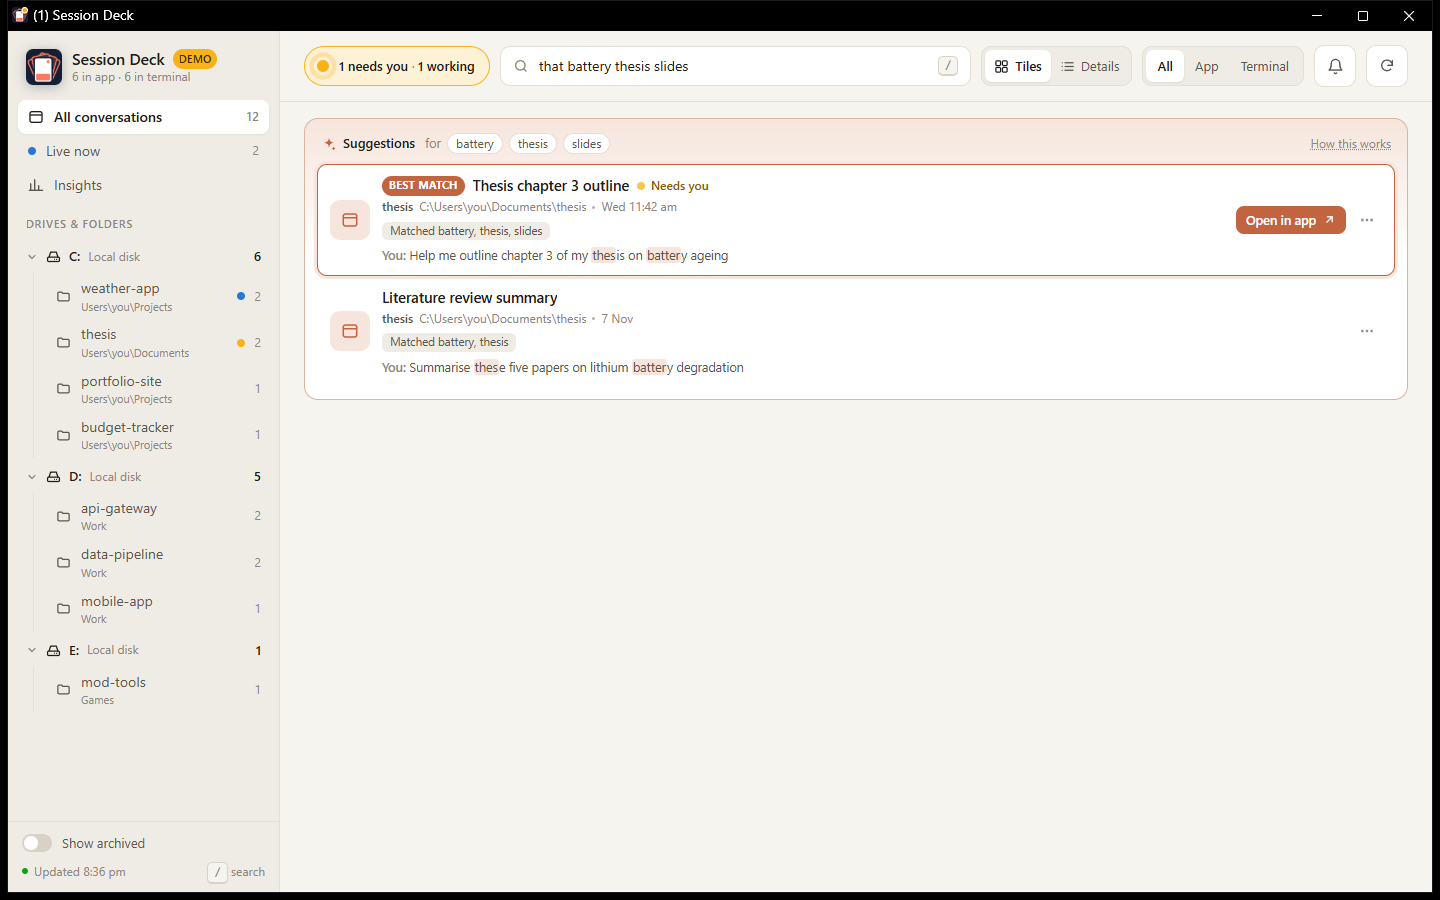 (1) Session Deck
Session Deck DEMO
6 in app · 6 in terminal
All conversations 12
Live now 2
Insights
DRIVES & FOLDERS
C: Local disk 6
weather-app 2
Users\you\Projects
thesis 2
Users\you\Documents
portfolio-site 1
Users\you\Projects
budget-tracker 1
Users\you\Projects
D: Local disk 5
api-gateway 2
Work
data-pipeline 2
Work
mobile-app 1
Work
E: Local disk 1
mod-tools 1
Games
Show archived
Updated 8:36 pm / search
1 needs you · 1 working
that battery thesis slides /
Tiles Details
All App Terminal
Suggestions for battery thesis slides How this works
BEST MATCH Thesis chapter 3 outline Needs you
thesis C:\Users\you\Documents\thesis • Wed 11:42 am
Matched battery, thesis, slides
You: Help me outline chapter 3 of my thesis on battery ageing
Open in app
Literature review summary
thesis C:\Users\you\Documents\thesis • 7 Nov
Matched battery, thesis
You: Summarise these five papers on lithium battery degradation